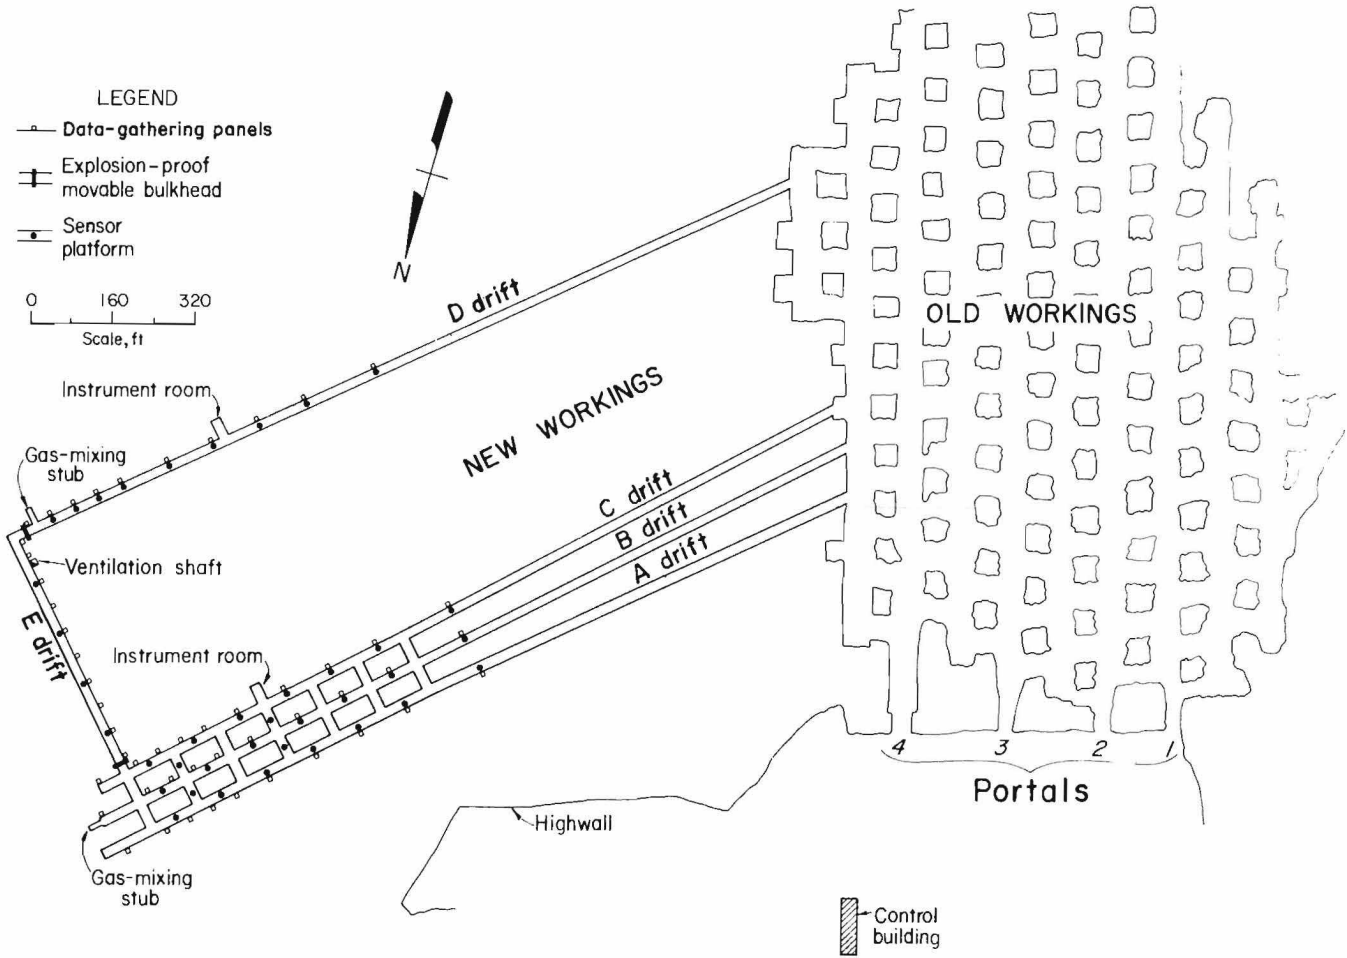 LEGEND
Data-gathering panels
Explosion-proof
movable bulkhead
Sensor
platform
0 160 320
Scale, ft
N
D drift
OLD WORKINGS
Instrument room
NEW WORKINGS
Gas-mixing
stub
C drift
B drift
A drift
Ventilation shaft
E drift
Instrument room
4 3 2 1
Portals
Highwall
Gas-mixing
stub
Control
building